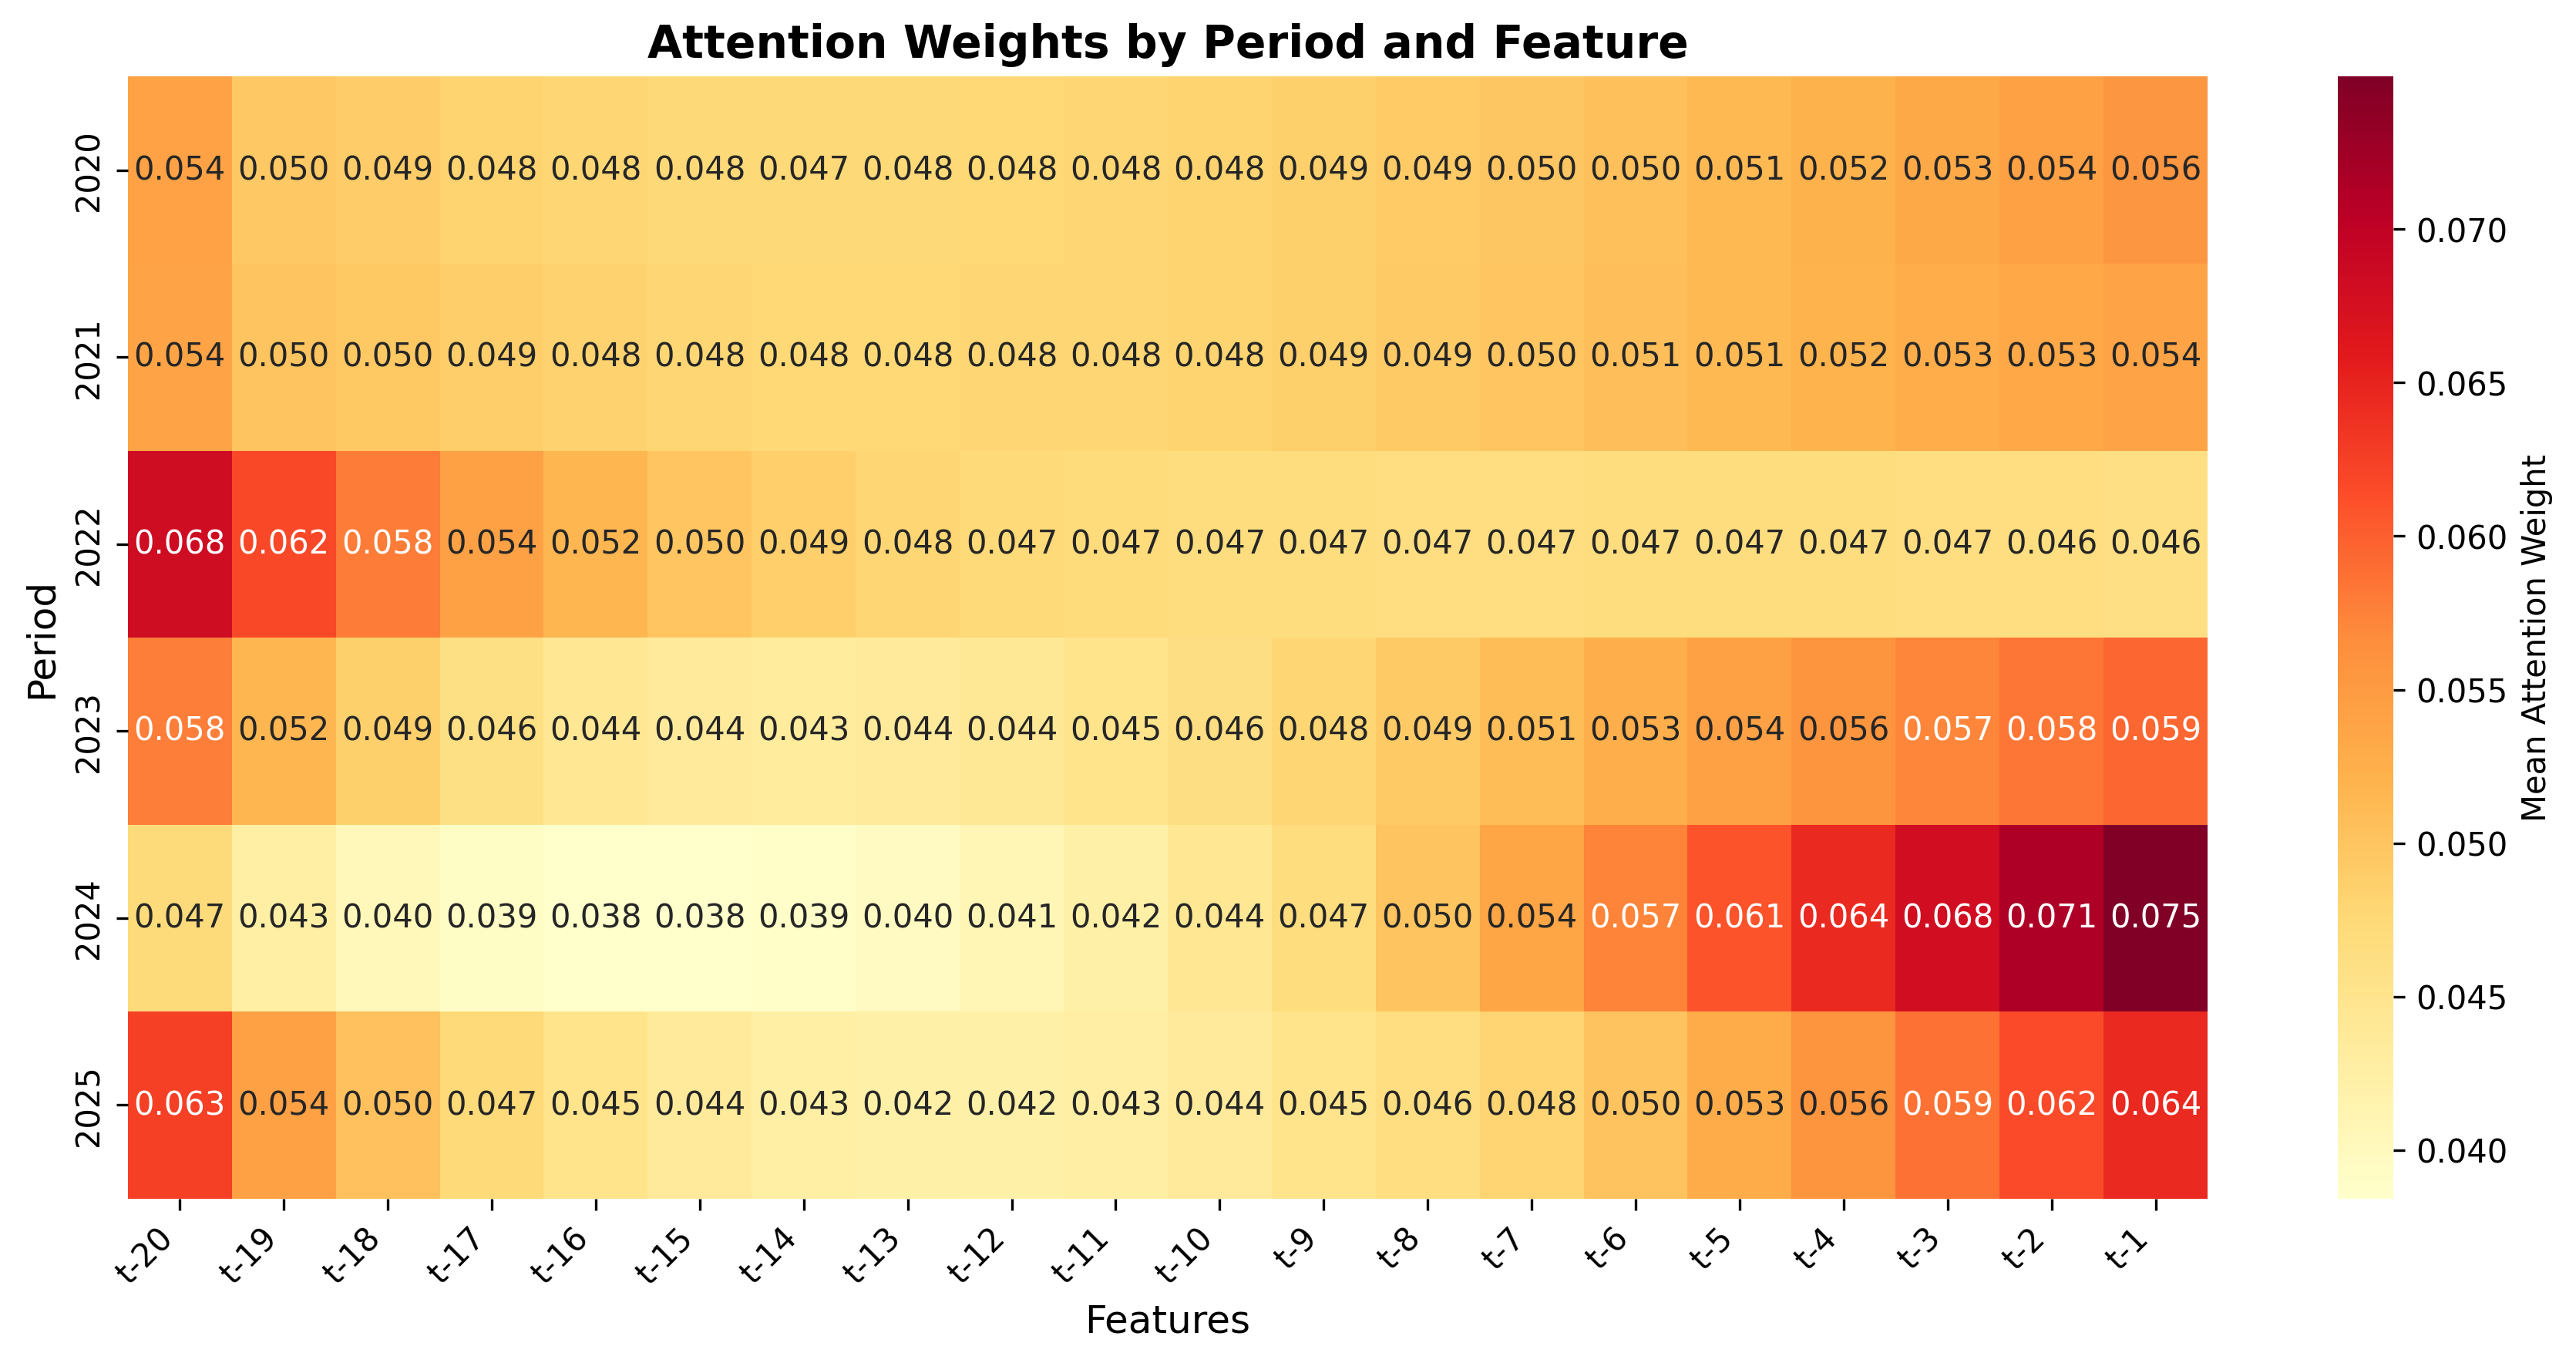 Attention Weights by Period and Feature
Period
2020 0.054 0.050 0.049 0.048 0.048 0.048 0.047 0.048 0.048 0.048 0.048 0.049 0.049 0.050 0.050 0.051 0.052 0.053 0.054 0.056
2021 0.054 0.050 0.050 0.049 0.048 0.048 0.048 0.048 0.048 0.048 0.048 0.049 0.049 0.050 0.051 0.051 0.052 0.053 0.053 0.054
2022 0.068 0.062 0.058 0.054 0.052 0.050 0.049 0.048 0.047 0.047 0.047 0.047 0.047 0.047 0.047 0.047 0.047 0.047 0.046 0.046
2023 0.058 0.052 0.049 0.046 0.044 0.044 0.043 0.044 0.044 0.045 0.046 0.048 0.049 0.051 0.053 0.054 0.056 0.057 0.058 0.059
2024 0.047 0.043 0.040 0.039 0.038 0.038 0.039 0.040 0.041 0.042 0.044 0.047 0.050 0.054 0.057 0.061 0.064 0.068 0.071 0.075
2025 0.063 0.054 0.050 0.047 0.045 0.044 0.043 0.042 0.042 0.043 0.044 0.045 0.046 0.048 0.050 0.053 0.056 0.059 0.062 0.064
t-20 t-19 t-18 t-17 t-16 t-15 t-14 t-13 t-12 t-11 t-10 t-9 t-8 t-7 t-6 t-5 t-4 t-3 t-2 t-1
Features
0.070
0.065
0.060
0.055
0.050
0.045
0.040
Mean Attention Weight